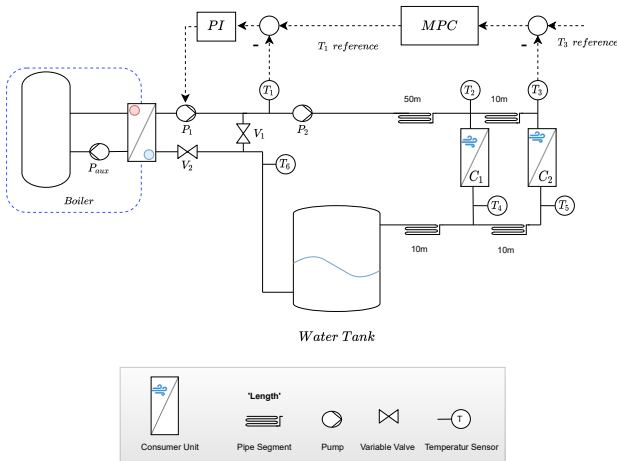 PI
MPC
T1 reference
T3 reference
-
-
T1
T2
T3
50m
10m
P1
P2
V1
Paux
V2
T6
C1
C2
Boiler
T4
T5
10m
10m
Water Tank
'Length'
T
Consumer Unit
Pipe Segment
Pump
Variable Valve
Temperatur Sensor